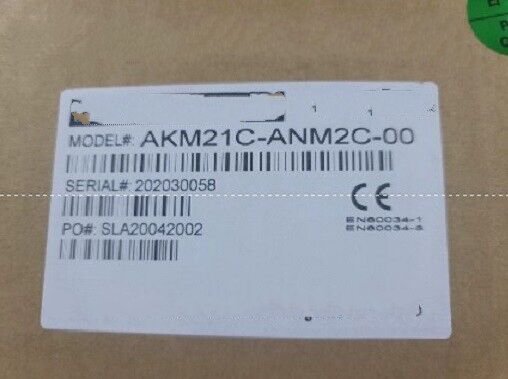 MODEL#: AKM21C-ANM2C-00
SERIAL#: 202030058
CE
EN60034-1
EN60034-5
PO#: SLA20042002